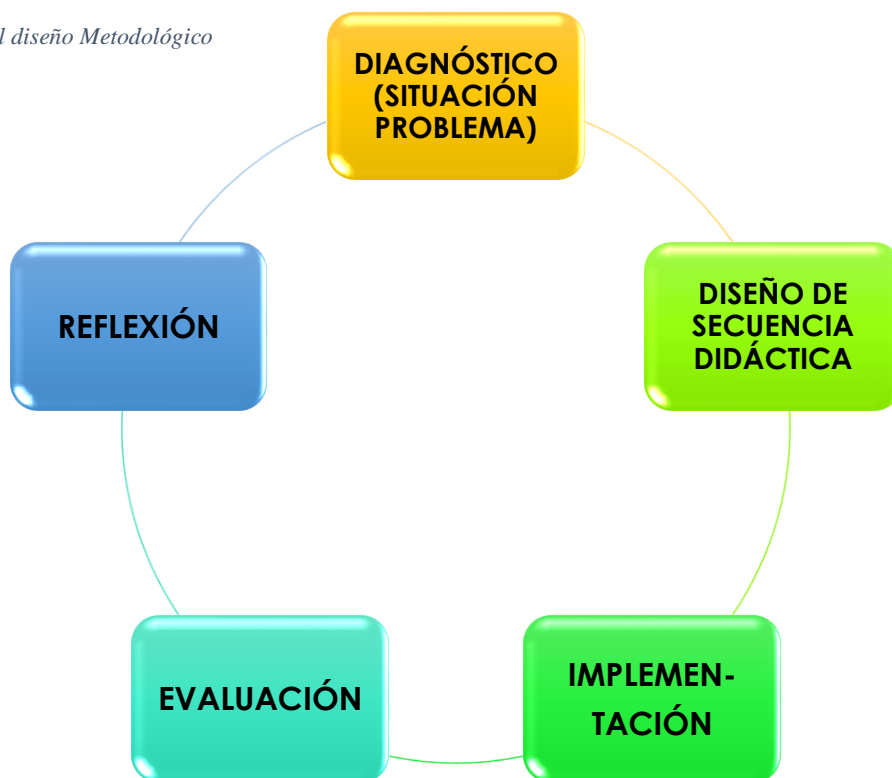 l diseño Metodológico
DIAGNÓSTICO
(SITUACIÓN
PROBLEMA)
DISEÑO DE
SECUENCIA
DIDÁCTICA
IMPLEMEN-
TACIÓN
EVALUACIÓN
REFLEXIÓN